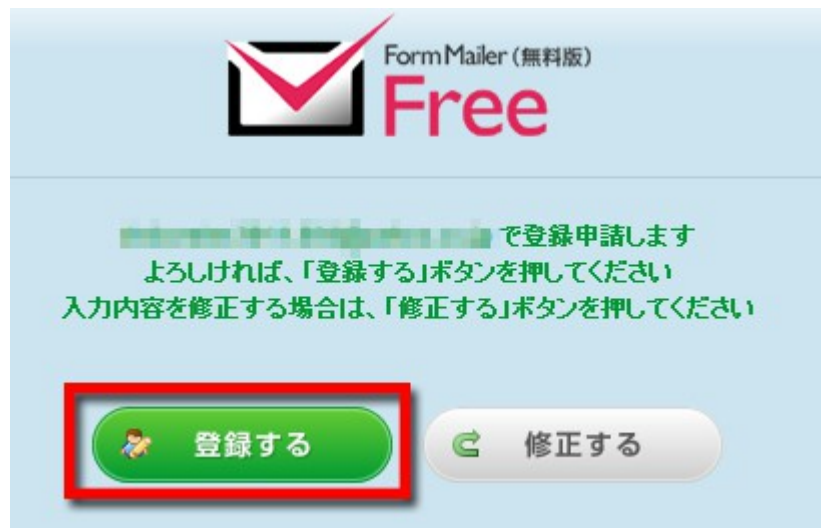 Form Mailer (無料版)
Free
で登録申請します
よろしければ、「登録する」ボタンを押してください
入力内容を修正する場合は、「修正する」ボタンを押してください
登録する
修正する